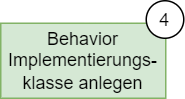 4
Behavior
Implementierungs-
klasse anlegen